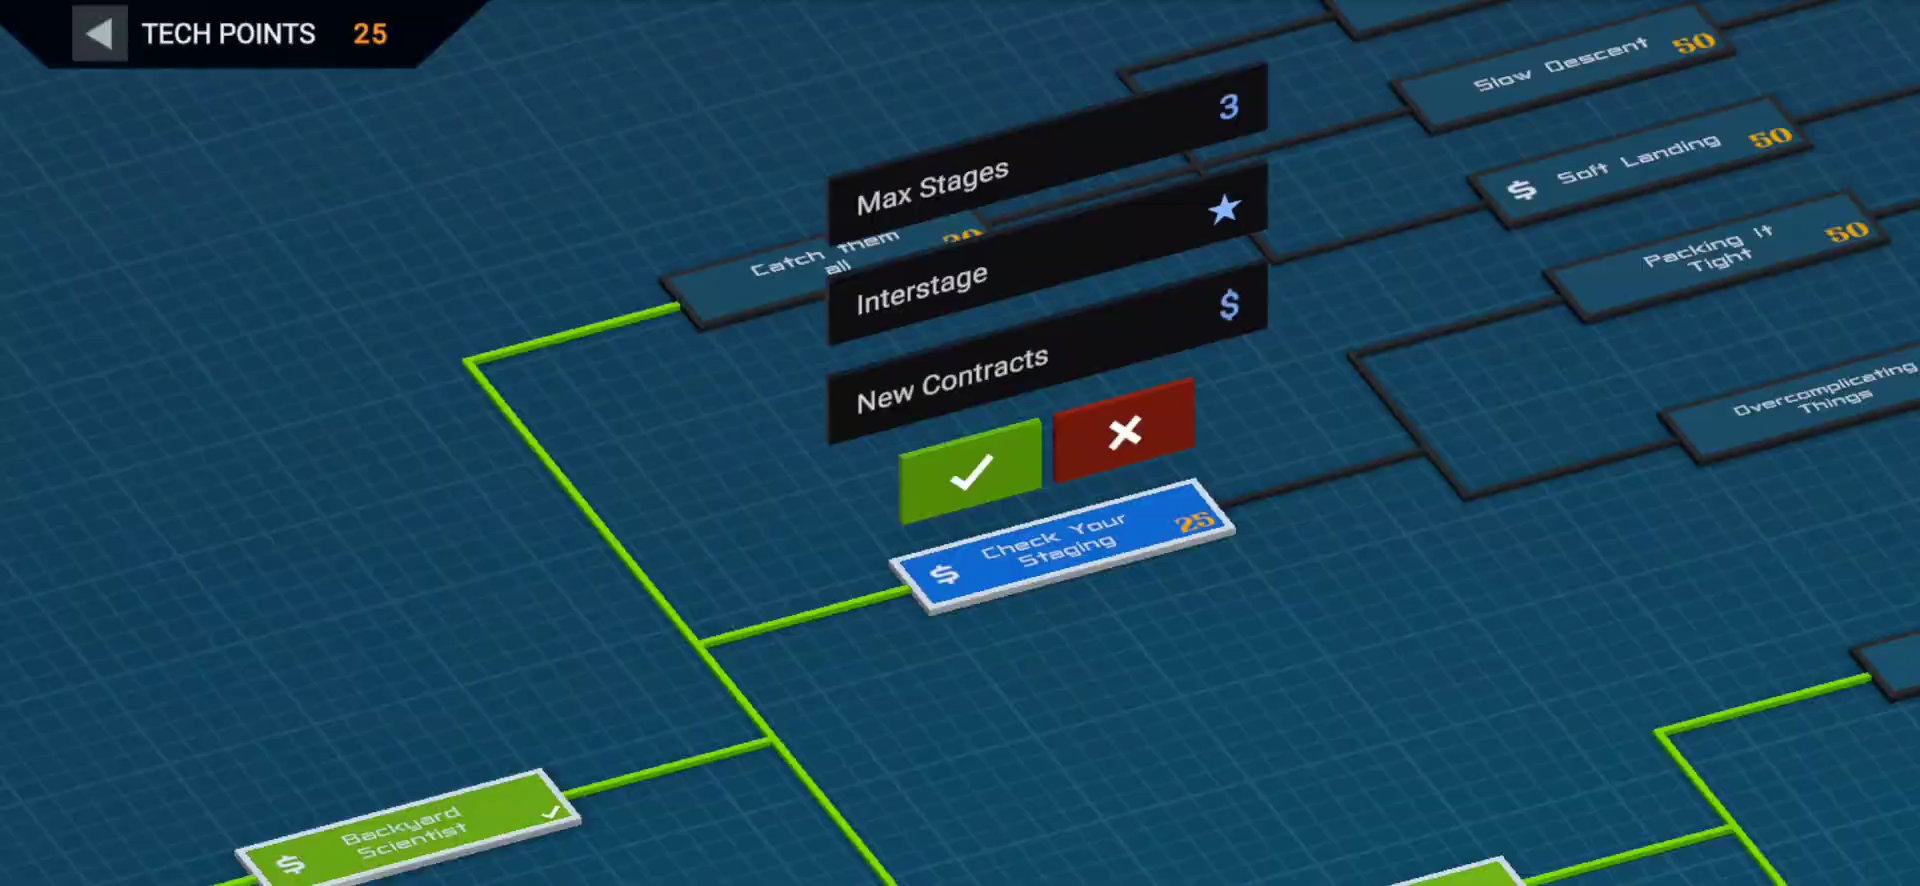 TECH POINTS 25
Slow Descent 50
Max Stages 3
$ Soft Landing 50
Catch them
all
Interstage
Packing It
Tight 50
New Contracts $
Overcomplicating
Things
$ Check Your
Staging 25
$ Backyard
Scientist